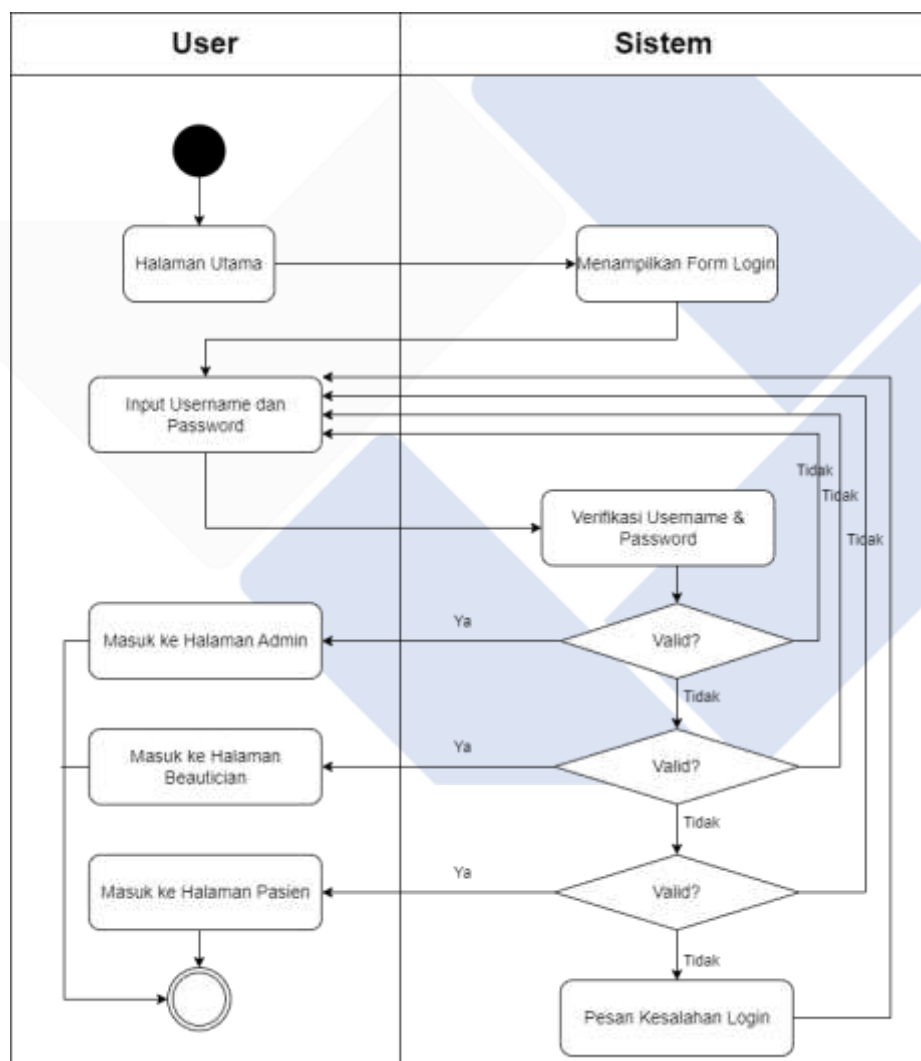 User
Sistem
Halaman Utama
Menampilkan Form Login
Input Username dan
Password
Tidak
Tidak
Tidak
Verifikasi Username &
Password
Masuk ke Halaman Admin
Ya
Valid?
Tidak
Masuk ke Halaman
Beautician
Ya
Valid?
Tidak
Masuk ke Halaman Pasien
Ya
Valid?
Tidak
Pesan Kesalahan Login